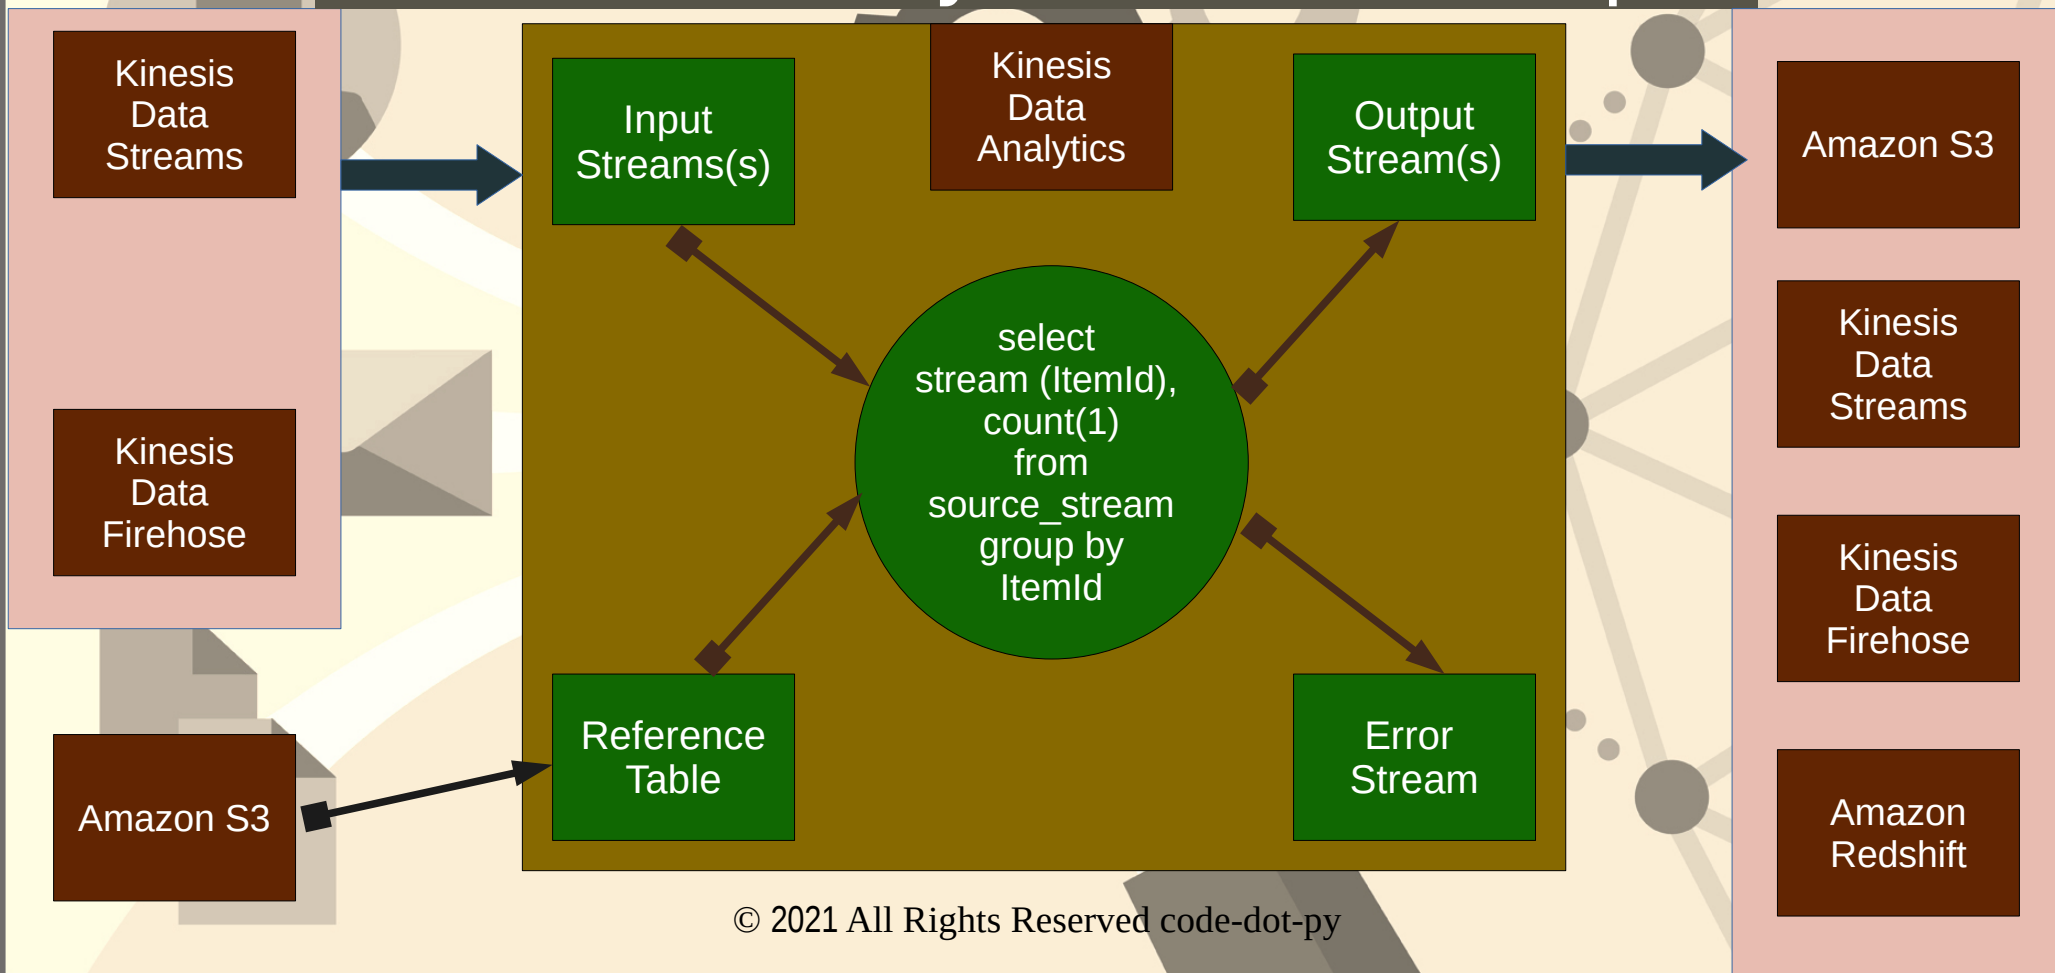 Kinesis
Data
Streams
Kinesis
Data
Firehose
Amazon S3
Input
Streams(s)
Kinesis
Data
Analytics
Output
Stream(s)
select
stream (ItemId),
count(1)
from
source_stream
group by
ItemId
Reference
Table
Error
Stream
Amazon S3
Kinesis
Data
Streams
Kinesis
Data
Firehose
Amazon
Redshift
© 2021 All Rights Reserved code-dot-py